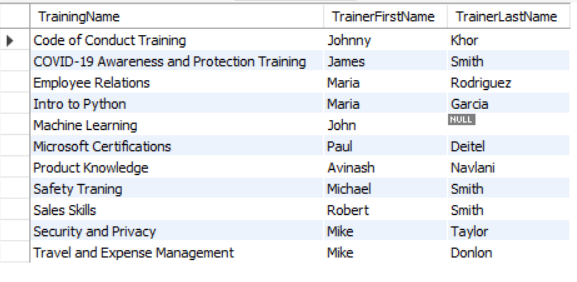 TrainingName TrainerFirstName TrainerLastName
Code of Conduct Training Johnny Khor
COVID-19 Awareness and Protection Training James Smith
Employee Relations Maria Rodriguez
Intro to Python Maria Garcia
Machine Learning John NULL
Microsoft Certifications Paul Deitel
Product Knowledge Avinash Navlani
Safety Traning Michael Smith
Sales Skills Robert Smith
Security and Privacy Mike Taylor
Travel and Expense Management Mike Donlon